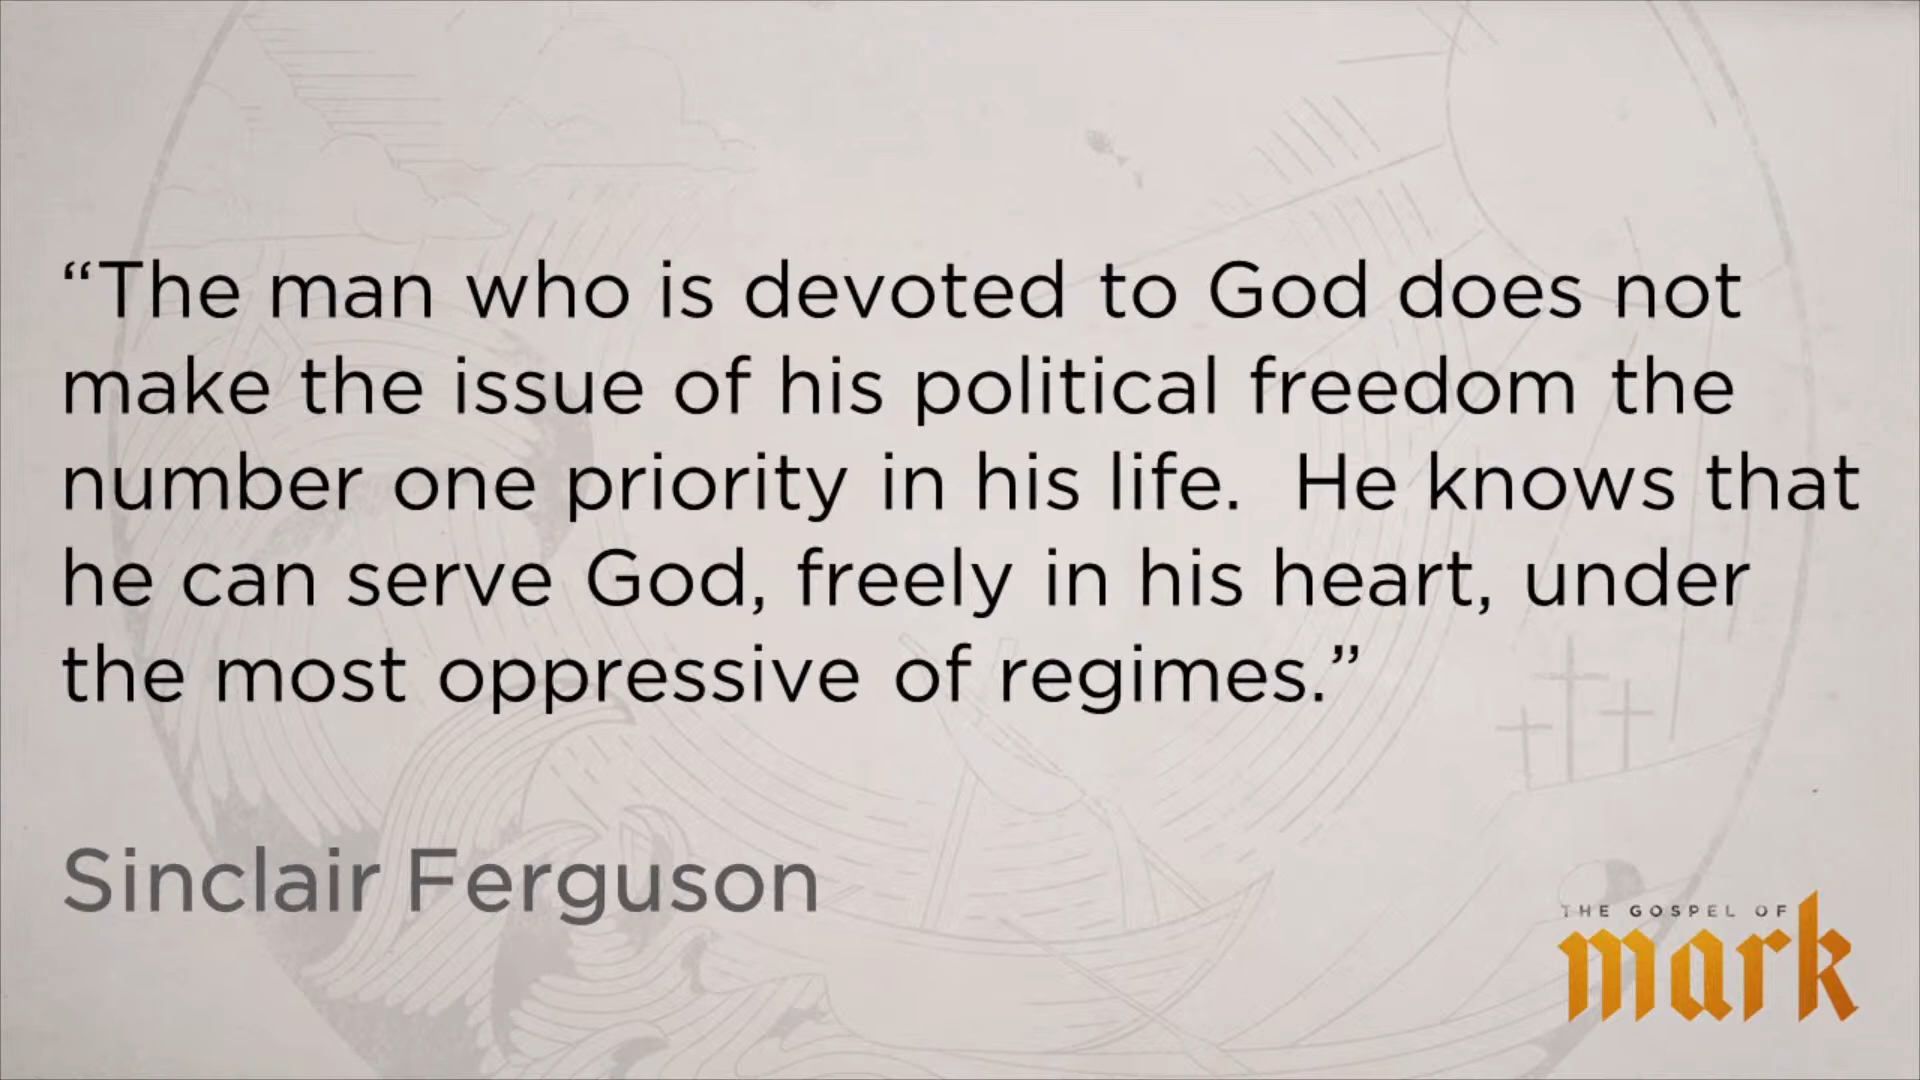 “The man who is devoted to God does not
make the issue of his political freedom the
number one priority in his life.  He knows that
he can serve God, freely in his heart, under
the most oppressive of regimes.”
Sinclair Ferguson
THE GOSPEL OF
mark